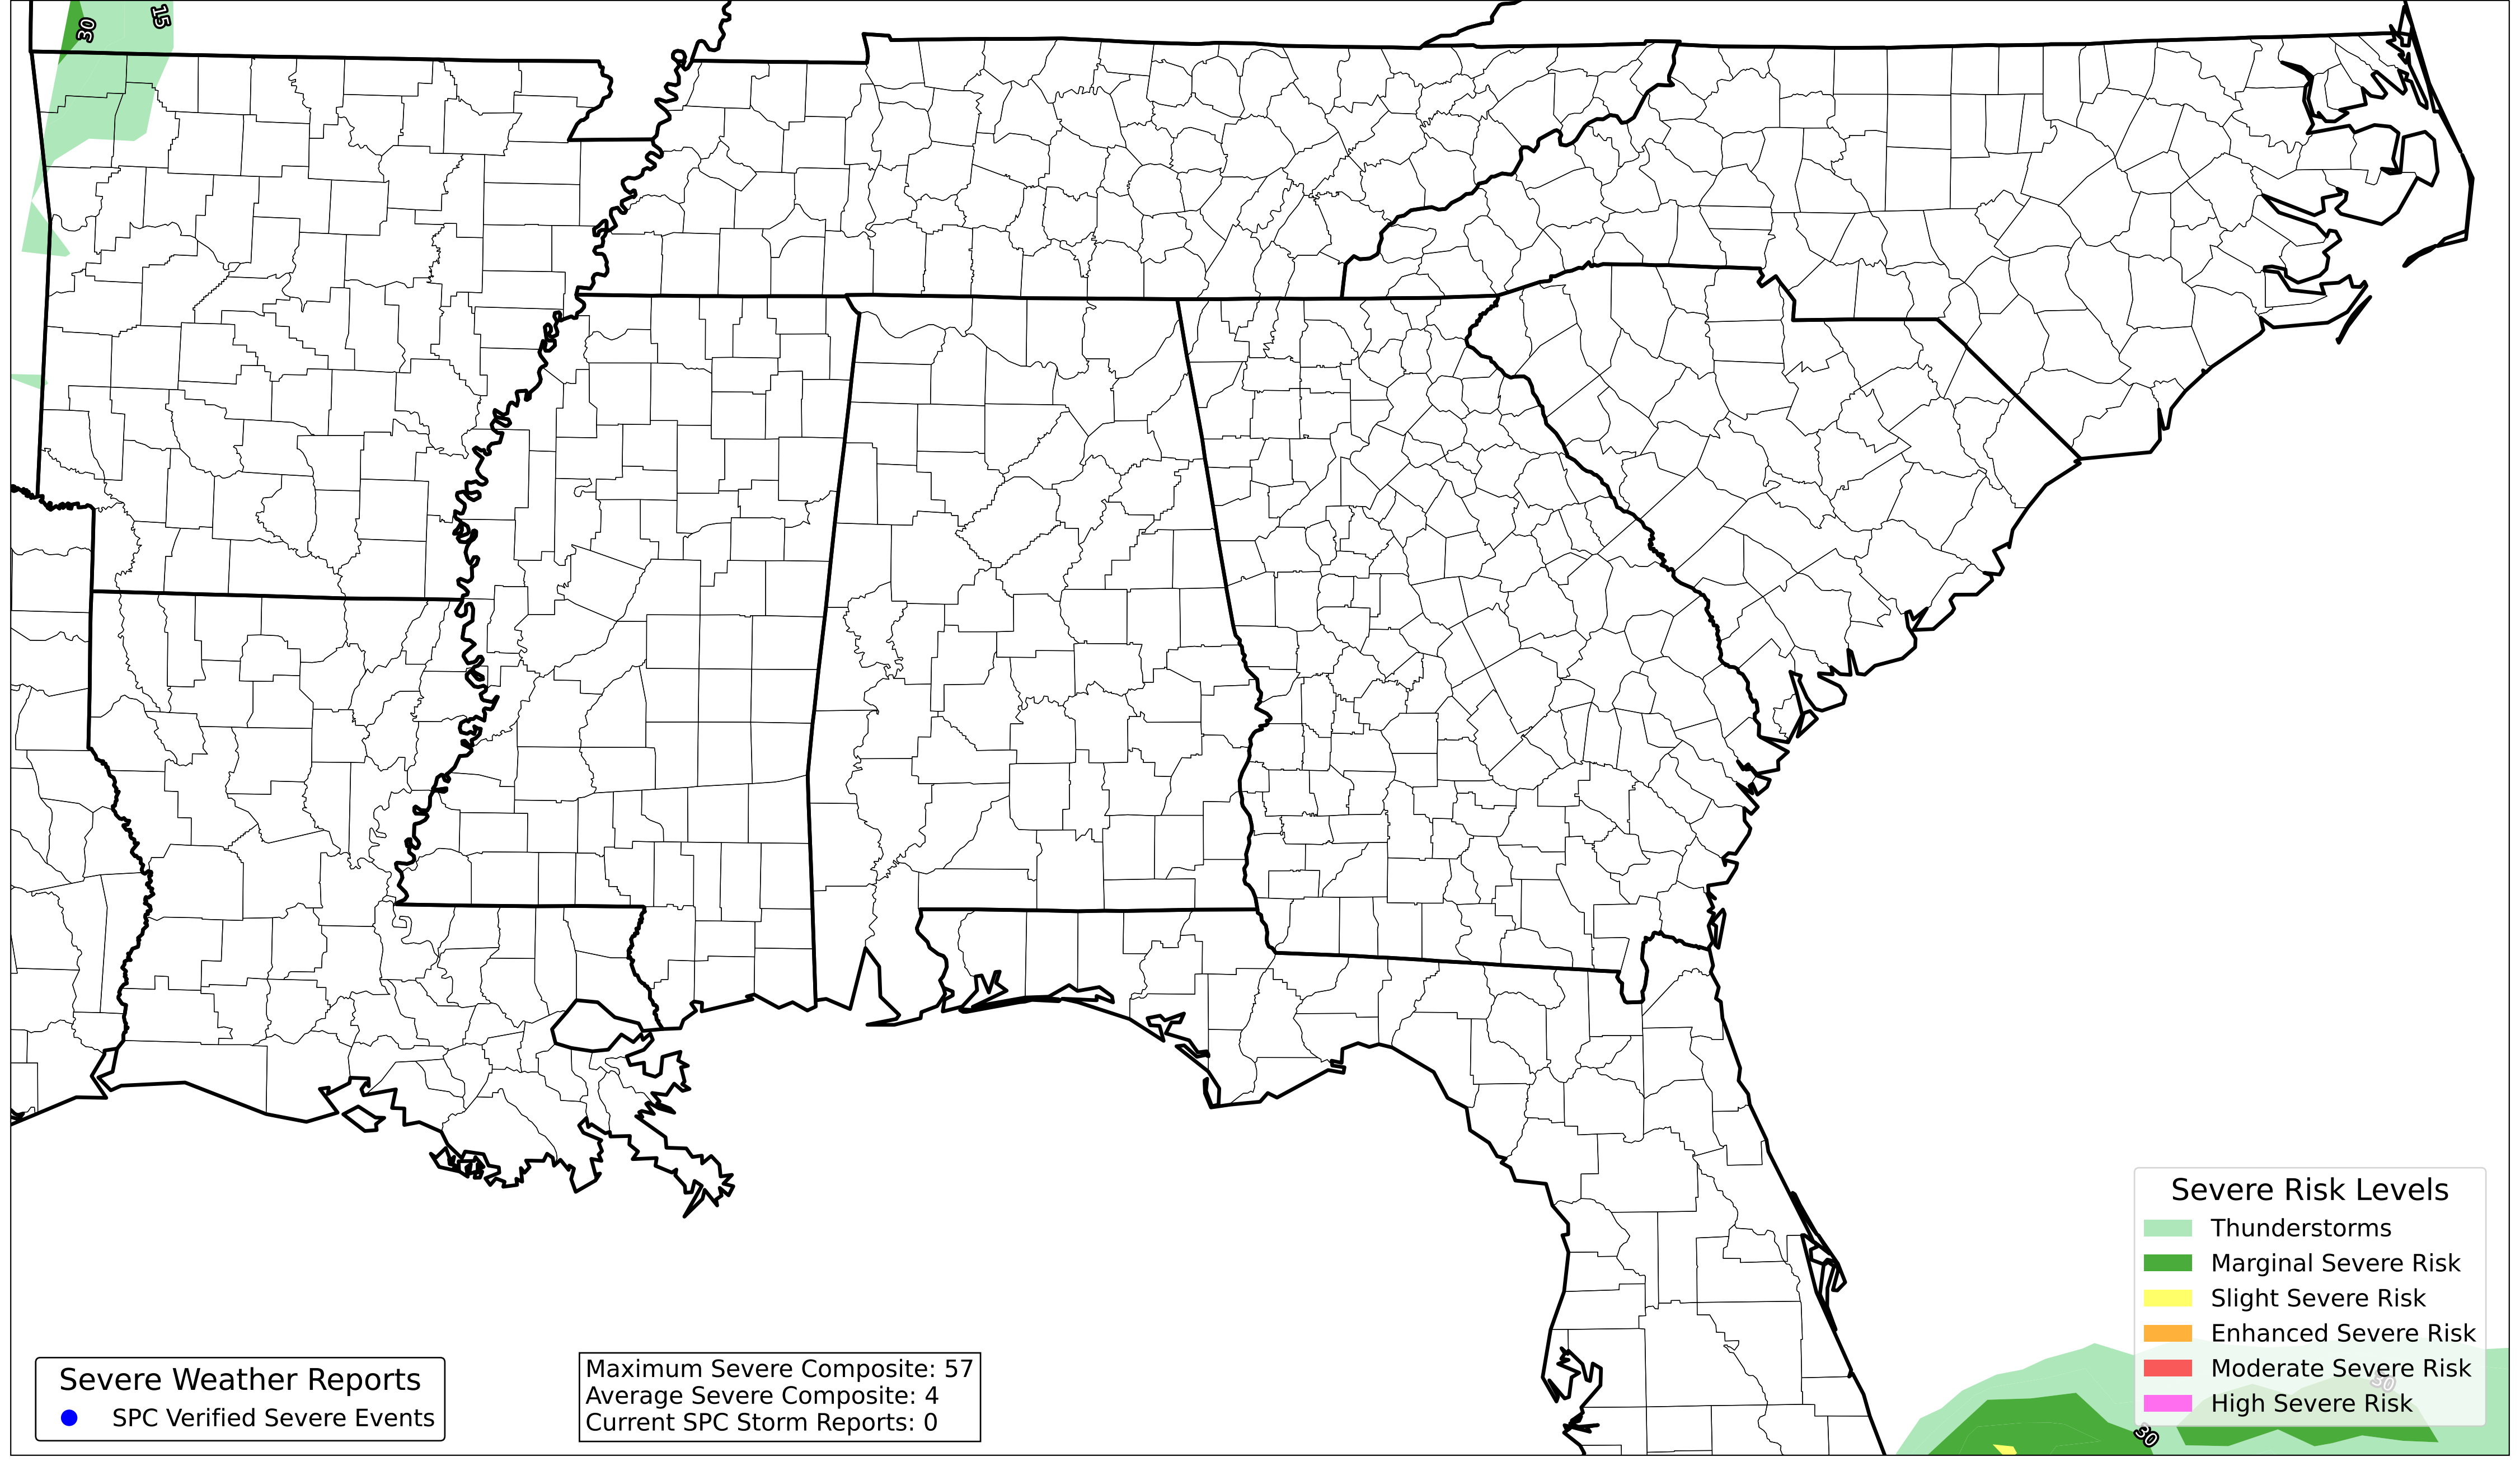 30
15
Severe Risk Levels
Thunderstorms
Marginal Severe Risk
Slight Severe Risk
Enhanced Severe Risk
Moderate Severe Risk
High Severe Risk
30
30
Severe Weather Reports
SPC Verified Severe Events
Maximum Severe Composite: 57
Average Severe Composite: 4
Current SPC Storm Reports: 0